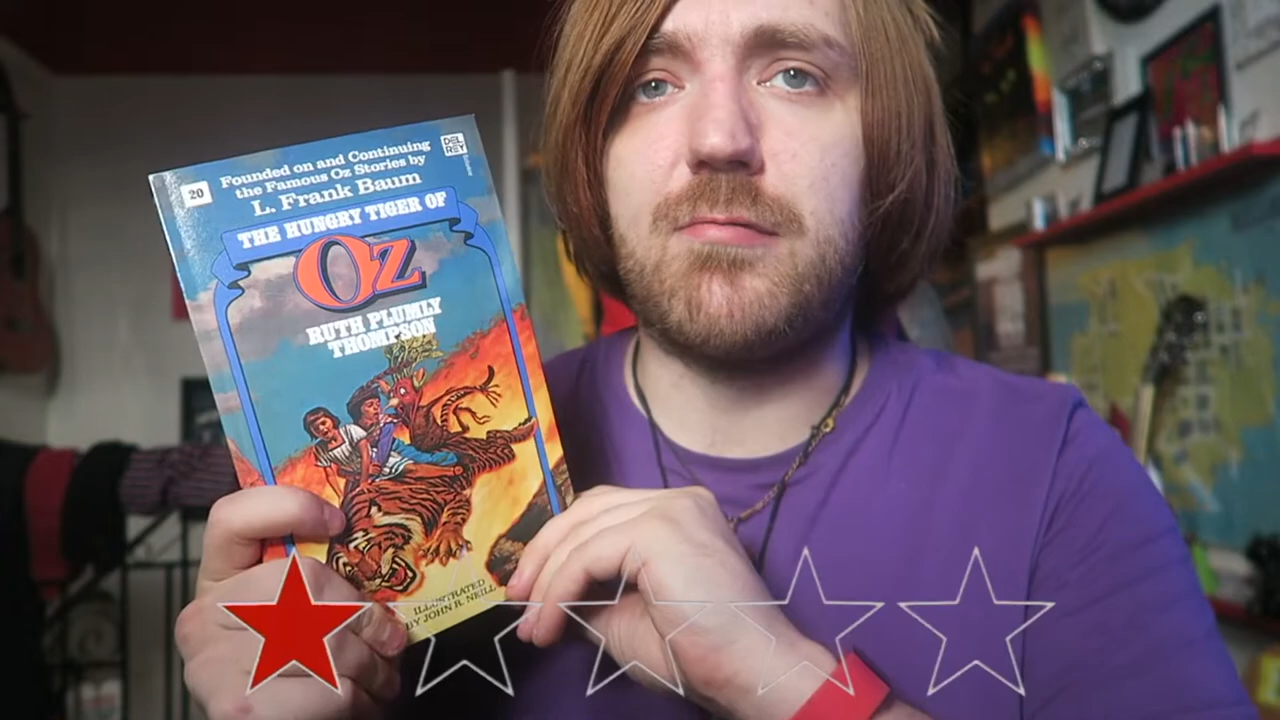 20
Founded on and Continuing
the Famous Oz Stories by
L. Frank Baum
DEL
REY
THE HUNGRY TIGER OF
Oz
RUTH PLUMLY
THOMPSON
ILLUSTRATED
BY JOHN R. NEILL